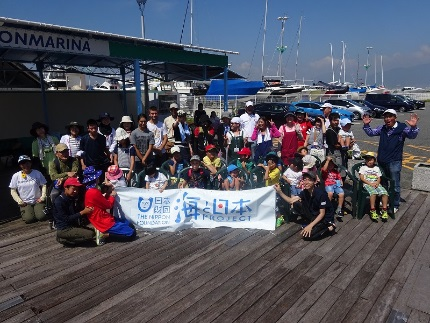 ONMARINA
日本財団 海と日本
THE NIPPON FOUNDATION PROJECT